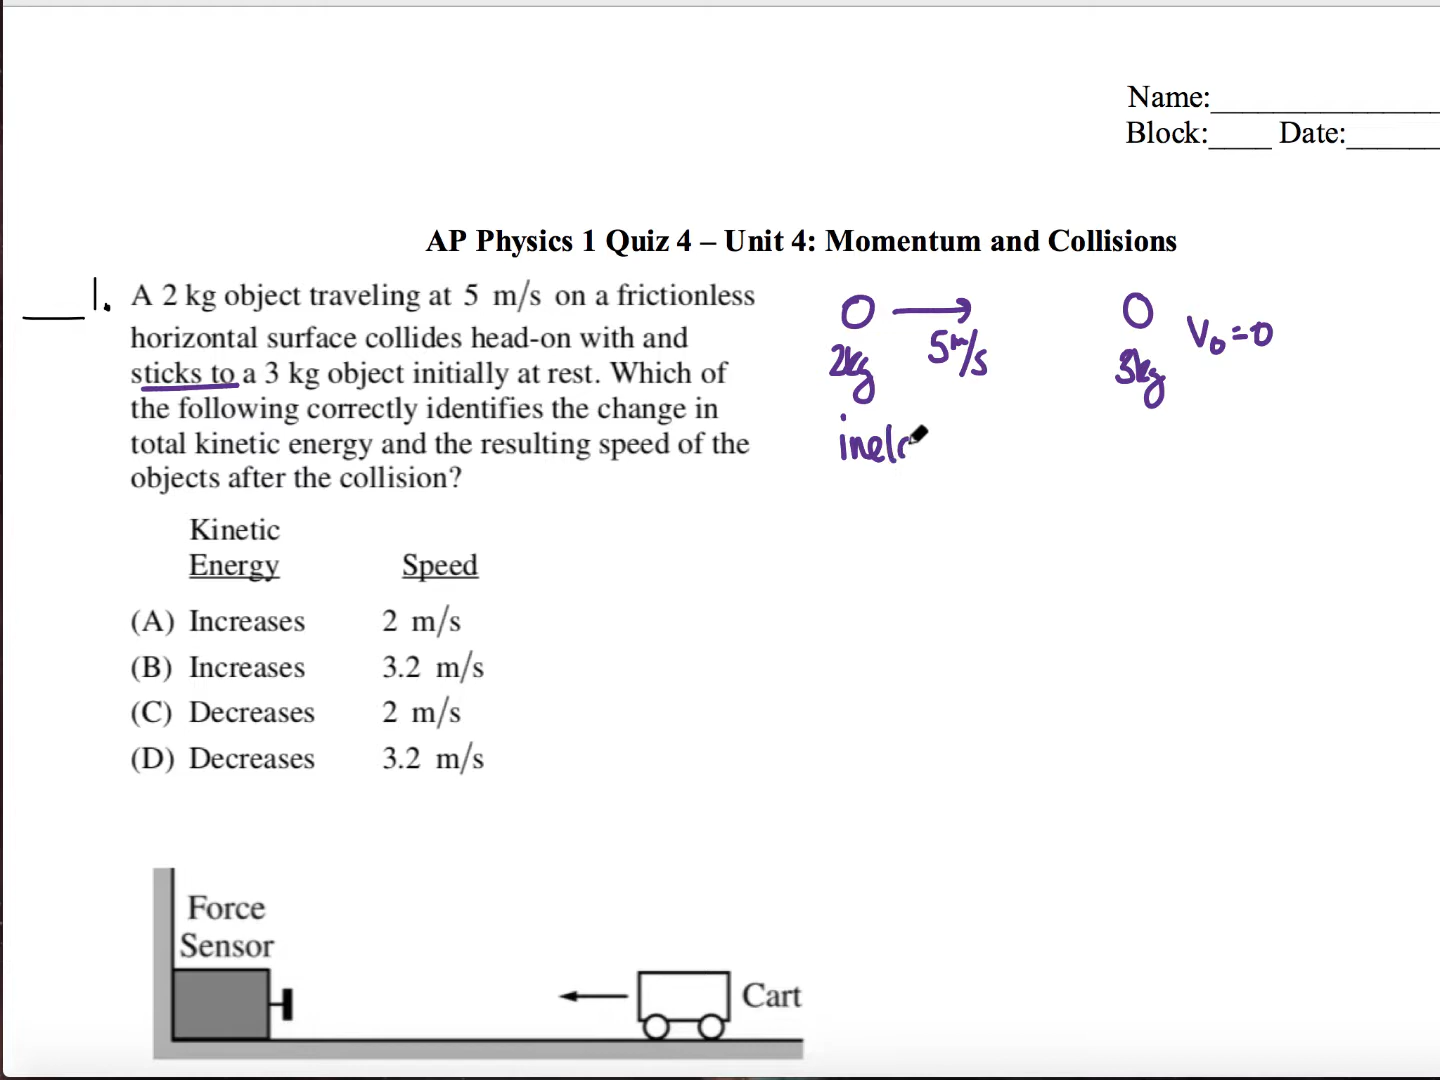 Name:
Block: Date:
AP Physics 1 Quiz 4 – Unit 4: Momentum and Collisions
1. A 2 kg object traveling at 5 m/s on a frictionless
horizontal surface collides head-on with and
sticks to a 3 kg object initially at rest. Which of
the following correctly identifies the change in
total kinetic energy and the resulting speed of the
objects after the collision?
5 m/s
2kg
3kg
V₀=0
inel
Kinetic
Energy Speed
(A) Increases 2 m/s
(B) Increases 3.2 m/s
(C) Decreases 2 m/s
(D) Decreases 3.2 m/s
Force
Sensor
Cart